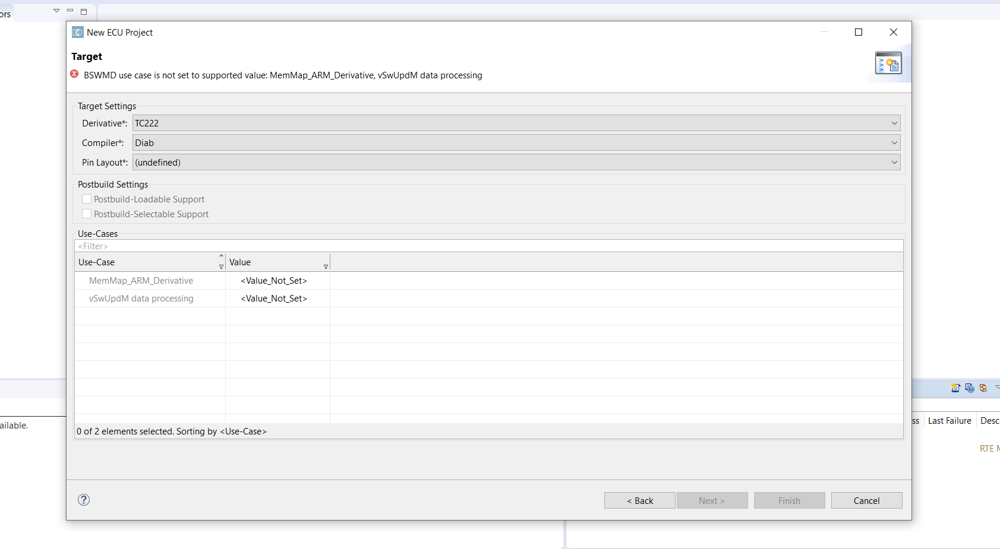 ors
New ECU Project
Target
BSWMD use case is not set to supported value: MemMap_ARM_Derivative, vSwUpdM data processing
Target Settings
Derivative*: TC222
Compiler*: Diab
Pin Layout*: (undefined)
Postbuild Settings
Postbuild-Loadable Support
Postbuild-Selectable Support
Use-Cases
<Filter>
Use-Case Value
MemMap_ARM_Derivative <Value_Not_Set>
vSwUpdM data processing <Value_Not_Set>
0 of 2 elements selected. Sorting by <Use-Case>
< Back Next > Finish Cancel
ailable.
ss Last Failure Desc
RTE M